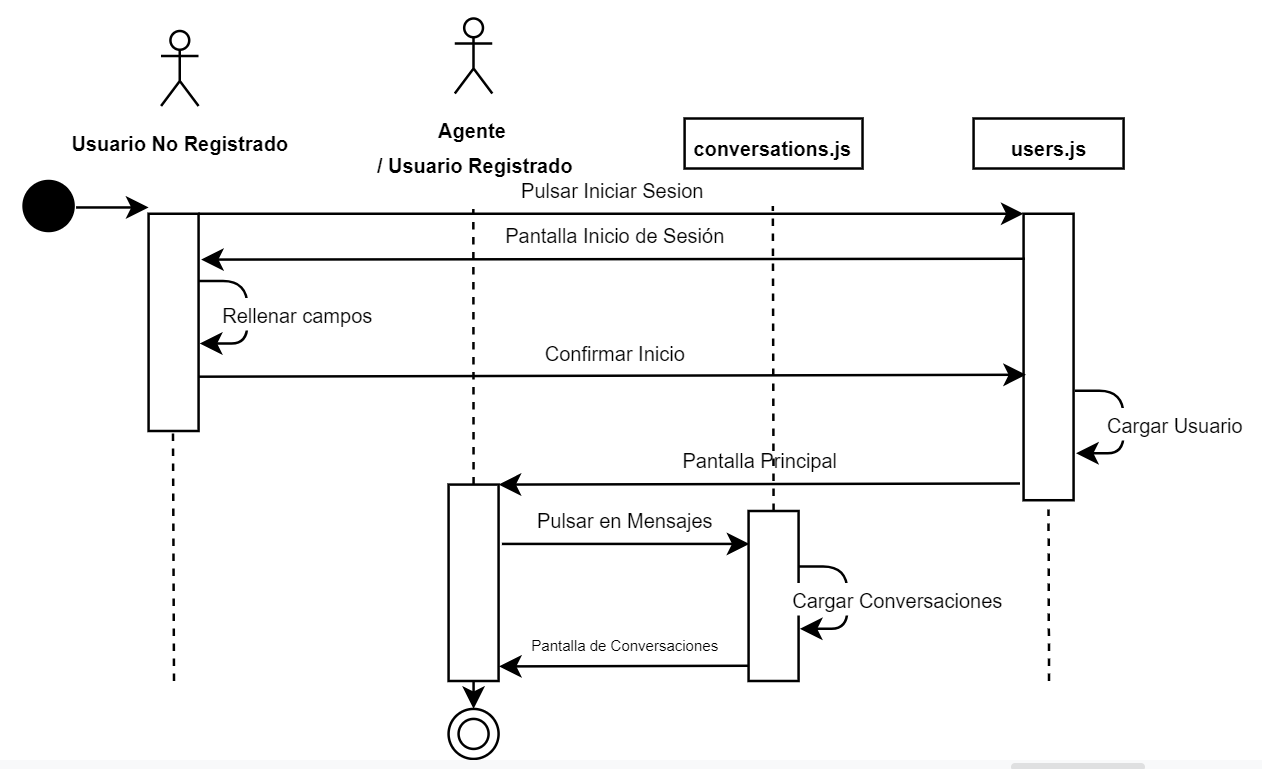 Usuario No Registrado
Agente
/ Usuario Registrado
conversations.js
users.js
Pulsar Iniciar Sesion
Pantalla Inicio de Sesión
Rellenar campos
Confirmar Inicio
Cargar Usuario
Pantalla Principal
Pulsar en Mensajes
Cargar Conversaciones
Pantalla de Conversaciones